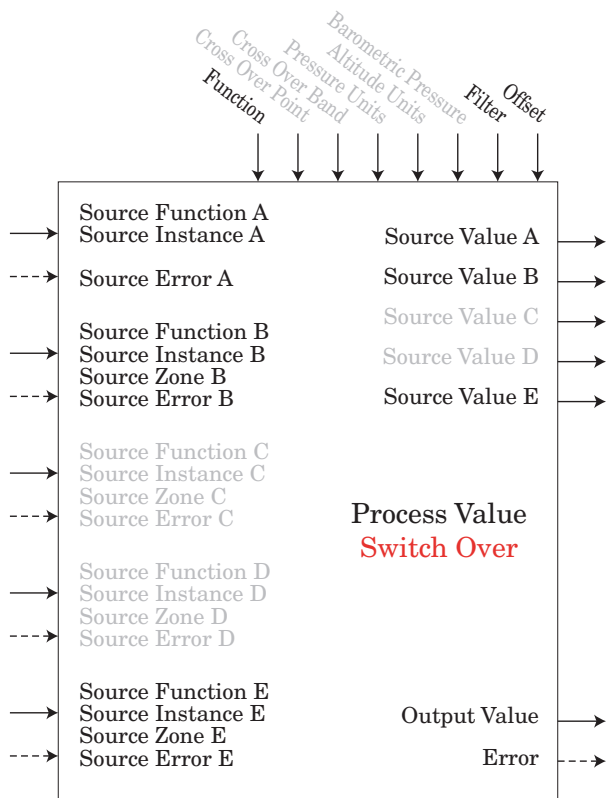 Function
Cross Over Point
Cross Over Band
Pressure Units
Altitude Units
Barometric Pressure
Filter
Offset
Source Function A
Source Instance A
Source Error A
Source Function B
Source Instance B
Source Zone B
Source Error B
Source Function C
Source Instance C
Source Zone C
Source Error C
Source Function D
Source Instance D
Source Zone D
Source Error D
Source Function E
Source Instance E
Source Zone E
Source Error E
Source Value A
Source Value B
Source Value C
Source Value D
Source Value E
Process Value
Switch Over
Output Value
Error